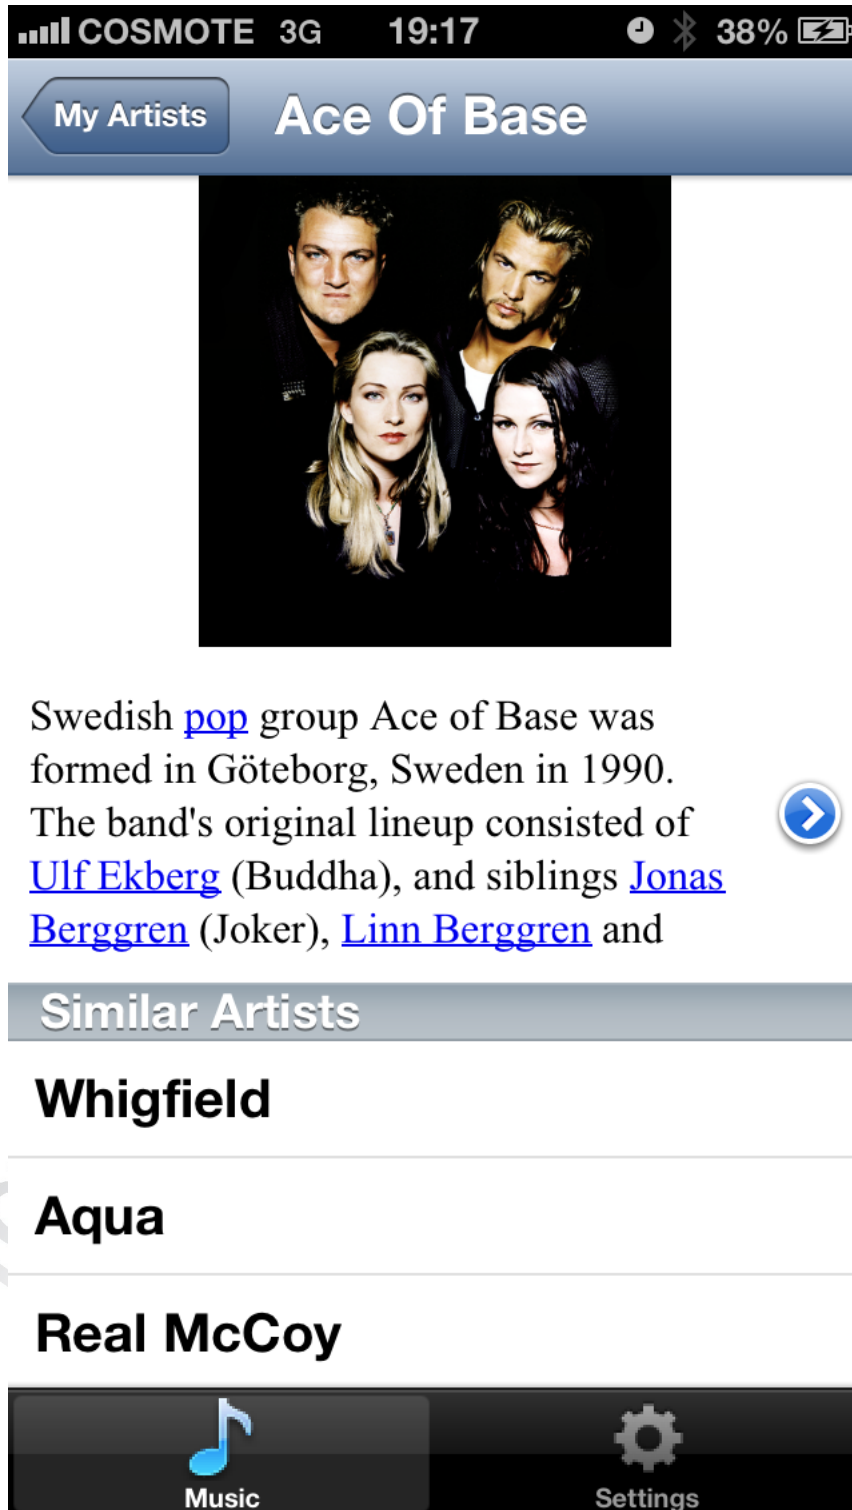 COSMOTE 3G 19:17 38%
My Artists Ace Of Base
Swedish pop group Ace of Base was
formed in Göteborg, Sweden in 1990.
The band's original lineup consisted of
Ulf Ekberg (Buddha), and siblings Jonas
Berggren (Joker), Linn Berggren and
Similar Artists
Whigfield
Aqua
Real McCoy
Music Settings